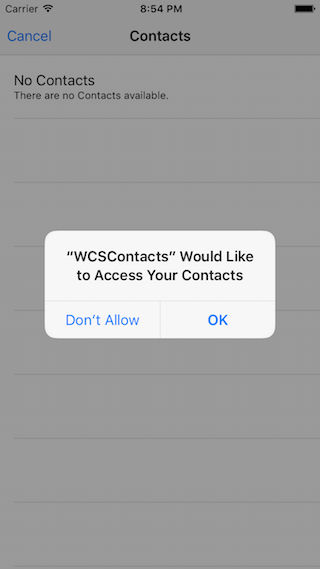 Carrier 8:54 PM
Cancel Contacts
No Contacts
There are no Contacts available.
“WCSContacts” Would Like
to Access Your Contacts
Don’t Allow OK